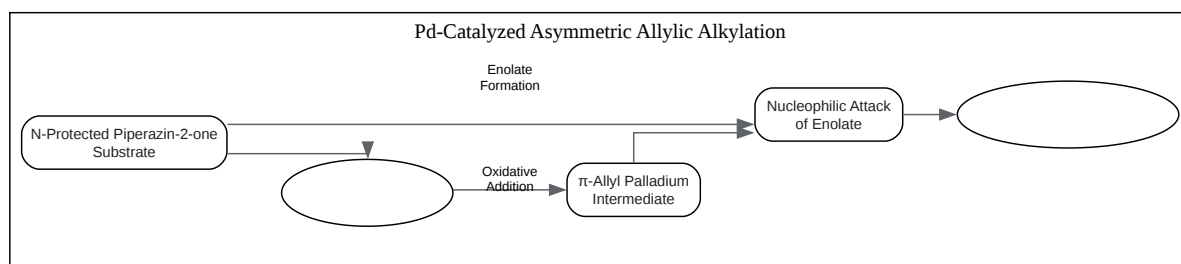 Pd-Catalyzed Asymmetric Allylic Alkylation
Enolate
Formation
N-Protected Piperazin-2-one
Substrate
Nucleophilic Attack
of Enolate
Oxidative
Addition
π-Allyl Palladium
Intermediate